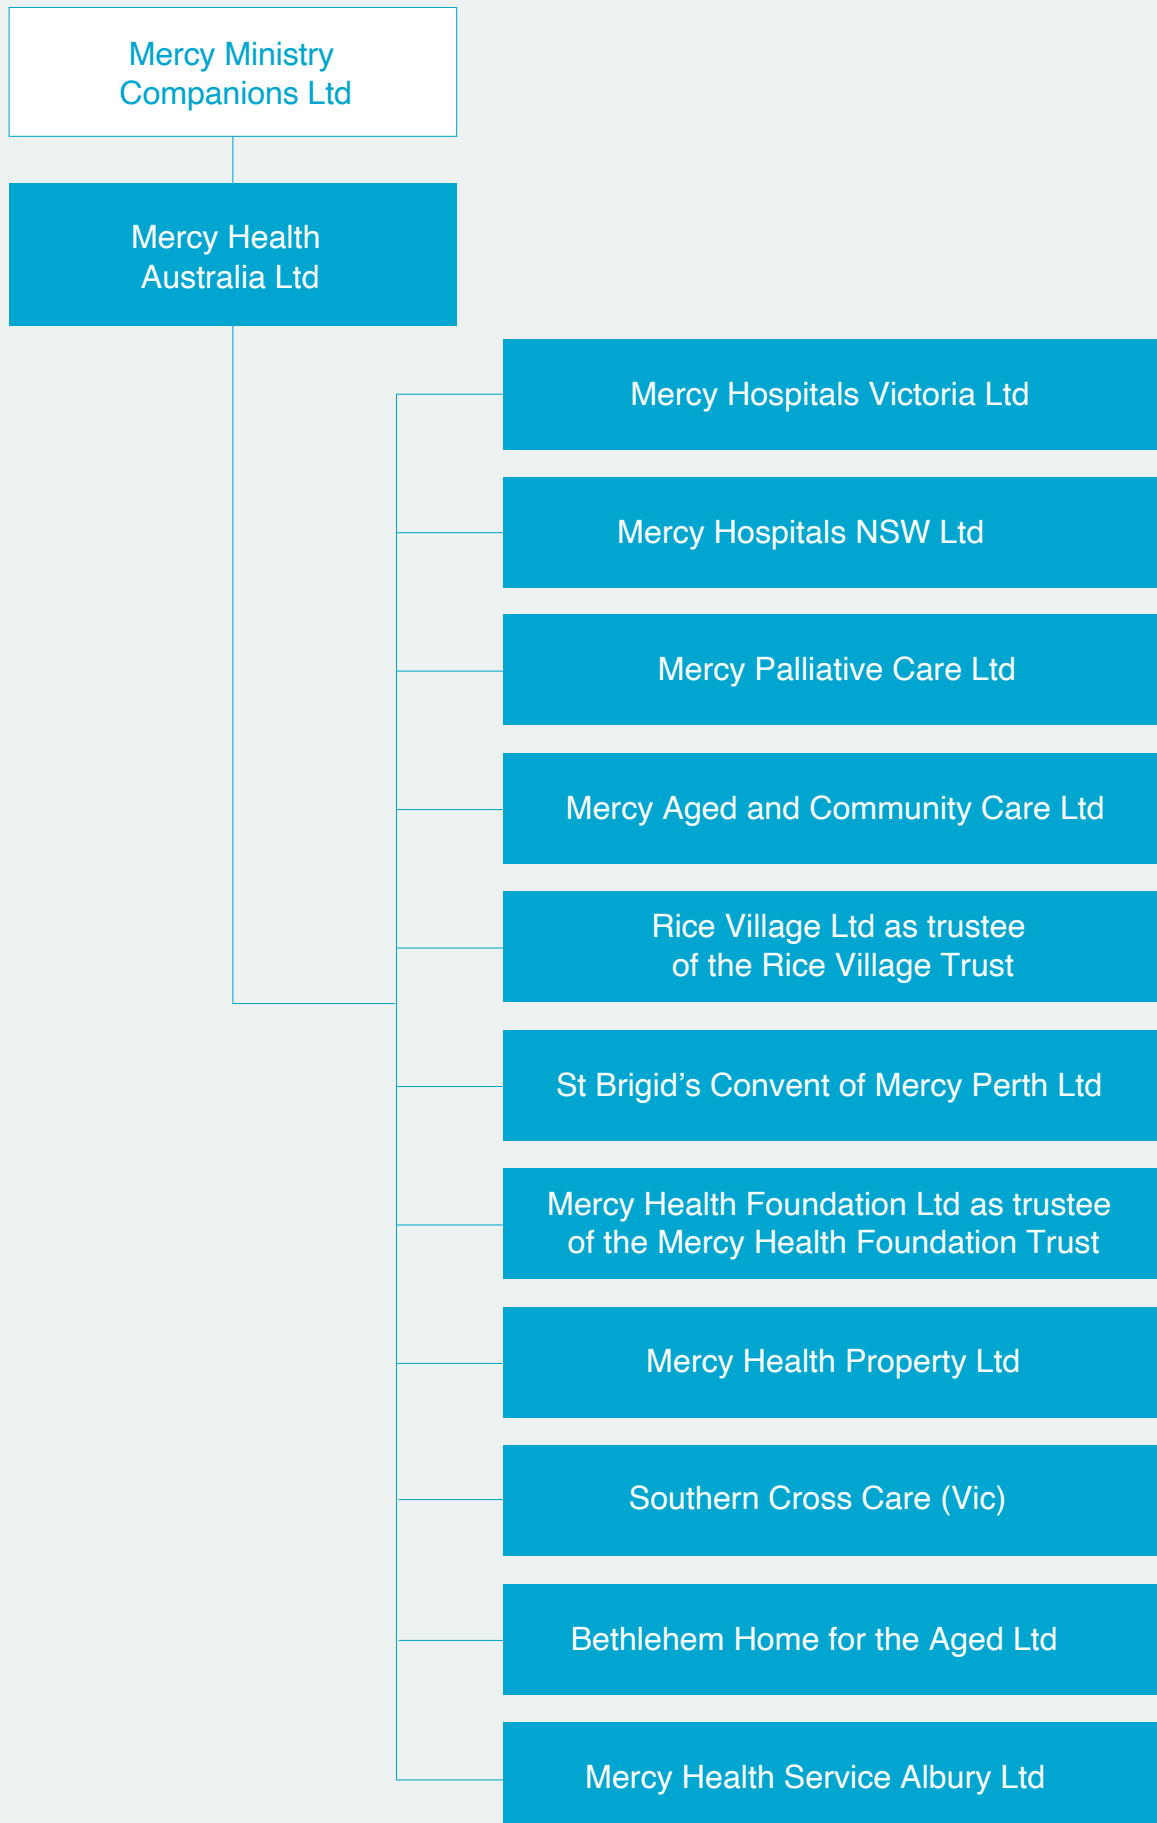 Mercy Ministry
Companions Ltd
Mercy Health
Australia Ltd
Mercy Hospitals Victoria Ltd
Mercy Hospitals NSW Ltd
Mercy Palliative Care Ltd
Mercy Aged and Community Care Ltd
Rice Village Ltd as trustee
of the Rice Village Trust
St Brigid’s Convent of Mercy Perth Ltd
Mercy Health Foundation Ltd as trustee
of the Mercy Health Foundation Trust
Mercy Health Property Ltd
Southern Cross Care (Vic)
Bethlehem Home for the Aged Ltd
Mercy Health Service Albury Ltd